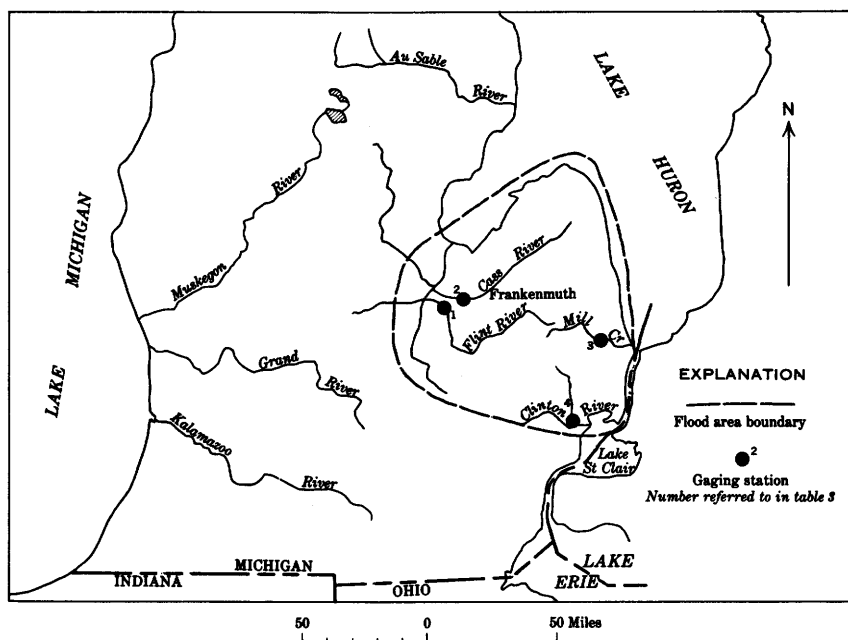 Au Sable
River
LAKE
HURON
N
MICHIGAN
LAKE
River
Muskegon
2
Cass River
Frankenmuth
1
Flint River
Mill Cr
3
Grand
River
Kalamazoo
River
4
Clinton River
Lake
St Clair
EXPLANATION
Flood area boundary
2
Gaging station
Number referred to in table 3
MICHIGAN
INDIANA
OHIO
LAKE
ERIE
50 0 50 Miles